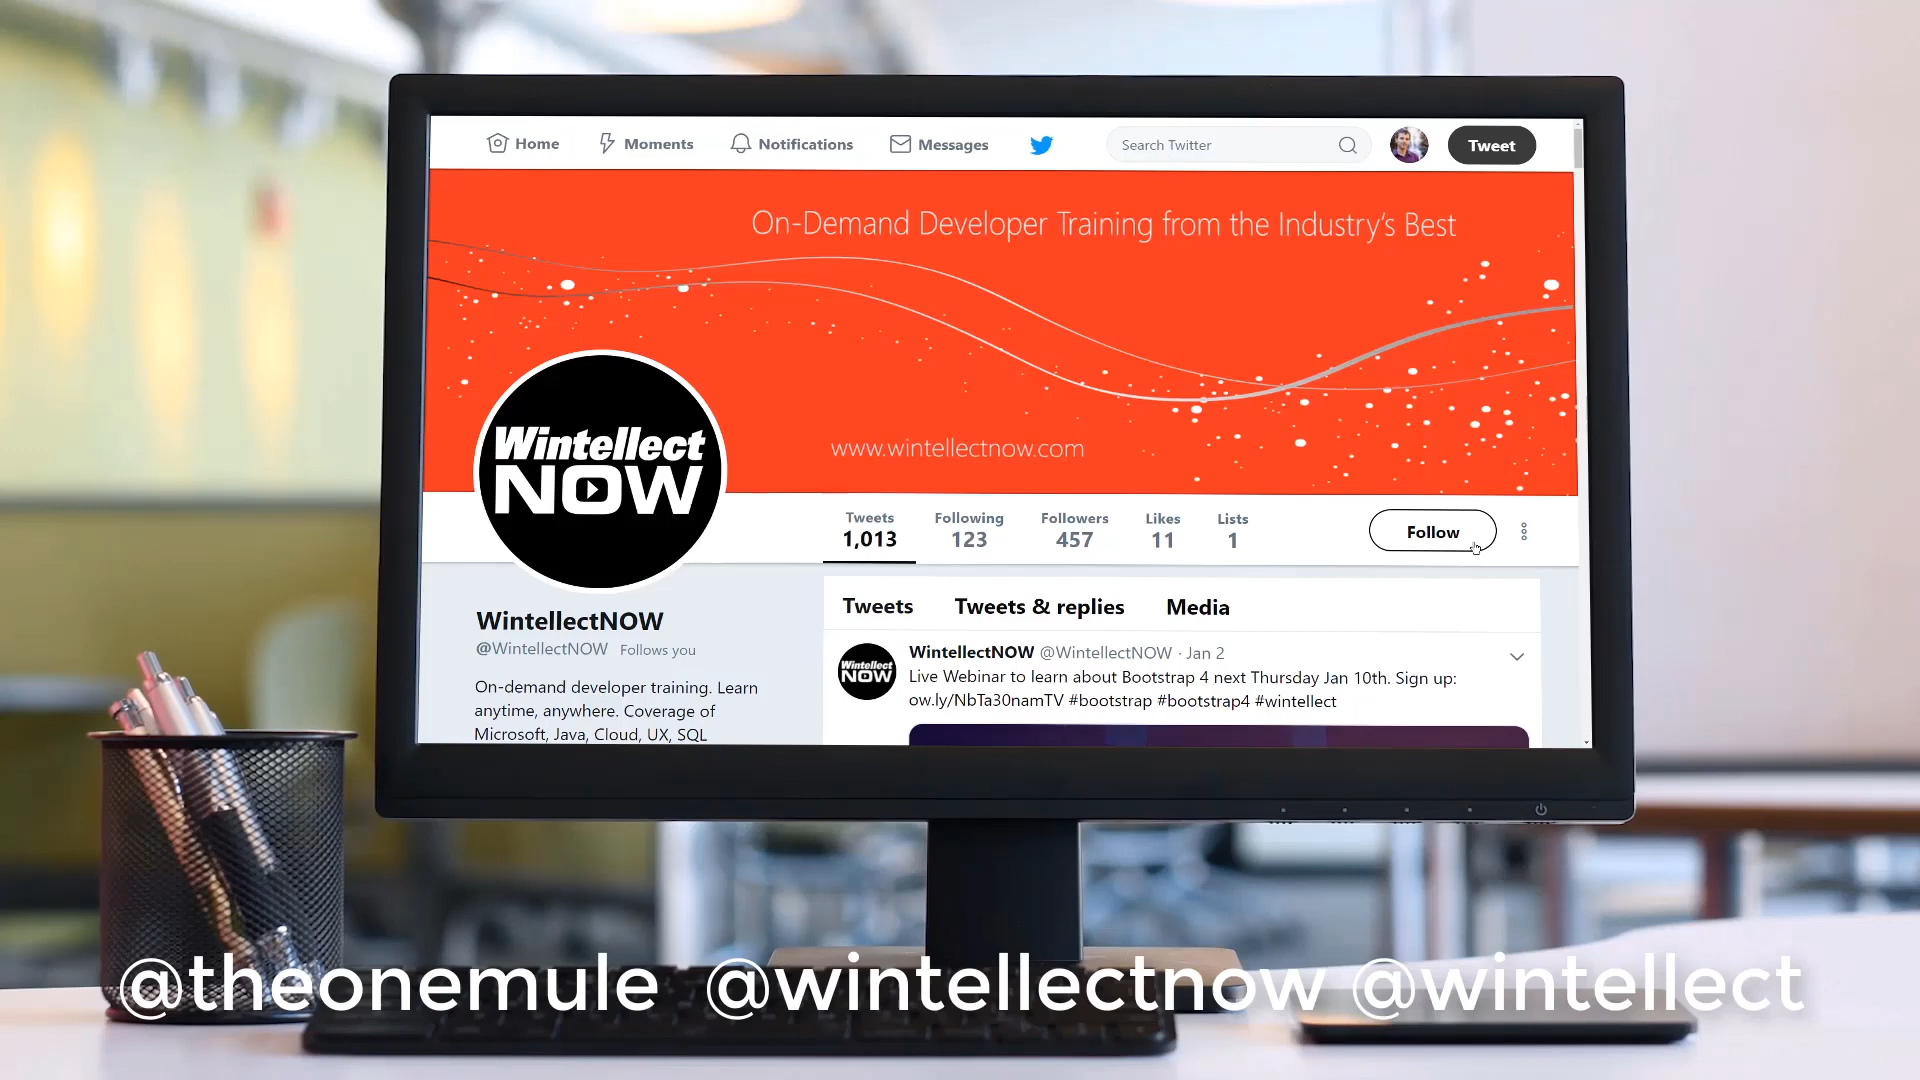 Home Moments Notifications Messages Search Twitter Tweet
On-Demand Developer Training from the Industry's Best
Wintellect
NOW
www.wintellectnow.com
Tweets Following Followers Likes Lists
1,013 123 457 11 1
Follow
WintellectNOW
@WintellectNOW Follows you
On-demand developer training. Learn
anytime, anywhere. Coverage of
Microsoft, Java, Cloud, UX, SQL
Tweets Tweets & replies Media
Wintellect
NOW
WintellectNOW @WintellectNOW · Jan 2
Live Webinar to learn about Bootstrap 4 next Thursday Jan 10th. Sign up:
ow.ly/NbTa30namTV #bootstrap #bootstrap4 #wintellect
@theonemule @wintellectnow @wintellect